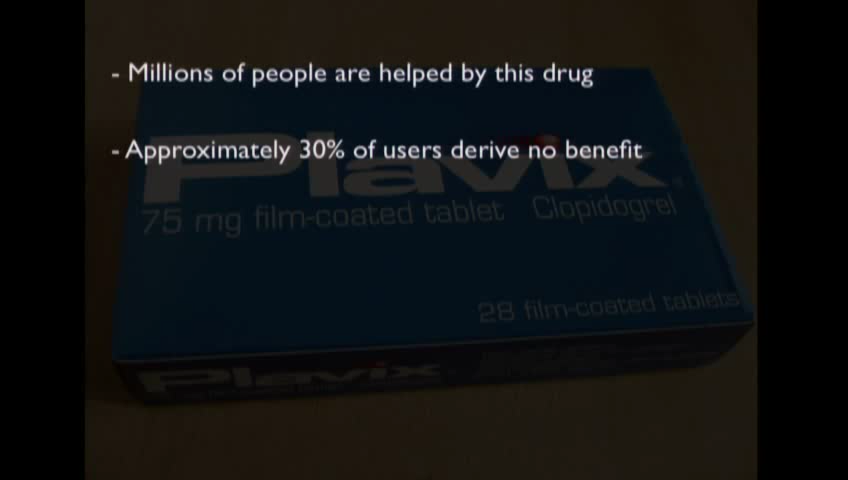 - Millions of people are helped by this drug
- Approximately 30% of users derive no benefit
Plavix
75 mg film-coated tablet Clopidogrel
28 film-coated tablets
Plavix